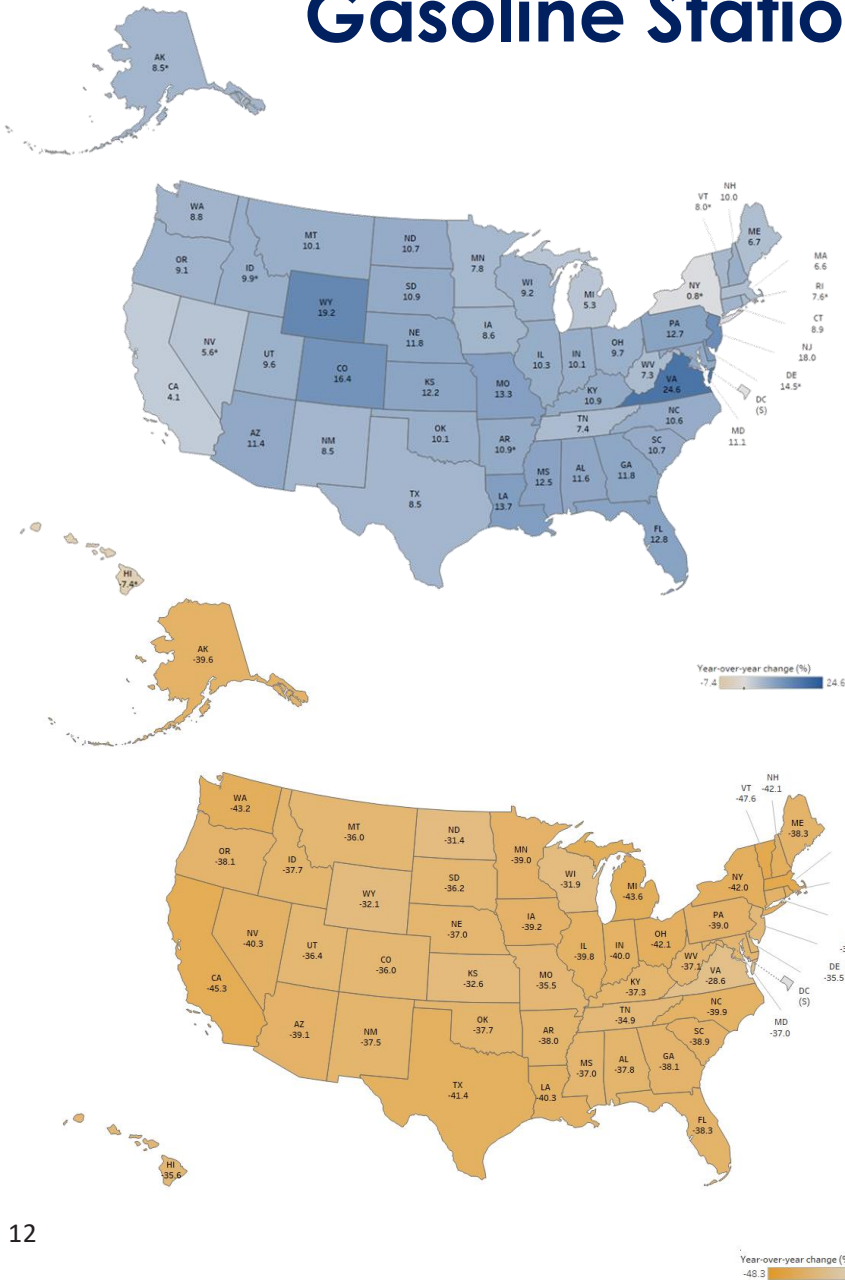 Gasoline Statio
AK
8.5*
WA
8.8
OR
9.1
ID
9.9*
MT
10.1
ND
10.7
MN
7.8
WI
9.2
MI
5.3
VT
8.0*
NH
10.0
ME
6.7
MA
6.6
RI
7.6*
CT
8.9
NJ
18.0
DE
14.5*
DC
(S)
MD
11.1
NY
0.8*
PA
12.7
WY
19.2
SD
10.9
NE
11.8
IA
8.6
IL
10.3
IN
10.1
OH
9.7
WV
7.3
VA
24.6
NV
5.6*
UT
9.6
CO
16.4
KS
12.2
MO
13.3
KY
10.9
NC
10.6
CA
4.1
TN
7.4
SC
10.7
AZ
11.4
NM
8.5
OK
10.1
AR
10.9*
MS
12.5
AL
11.6
GA
11.8
TX
8.5
LA
13.7
FL
12.8
HI
-7.4*
Year-over-year change (%)
-7.4 24.6
AK
-39.6
WA
-43.2
OR
-38.1
ID
-37.7
MT
-36.0
ND
-31.4
MN
-39.0
WI
-31.9
MI
-43.6
VT
-47.6
NH
-42.1
ME
-38.3
NY
-42.0
PA
-39.0
WY
-32.1
SD
-36.2
NE
-37.0
IA
-39.2
IL
-39.8
IN
-40.0
OH
-42.1
WV
-37.1
VA
-28.6
DE
-35.5
DC
(S)
MD
-37.0
NV
-40.3
UT
-36.4
CO
-36.0
KS
-32.6
MO
-35.5
KY
-37.3
NC
-39.9
CA
-45.3
TN
-34.9
SC
-38.9
AZ
-39.1
NM
-37.5
OK
-37.7
AR
-38.0
MS
-37.0
AL
-37.8
GA
-38.1
TX
-41.4
LA
-40.3
FL
-38.3
HI
-35.6
12
Year-over-year change (%
-48.3